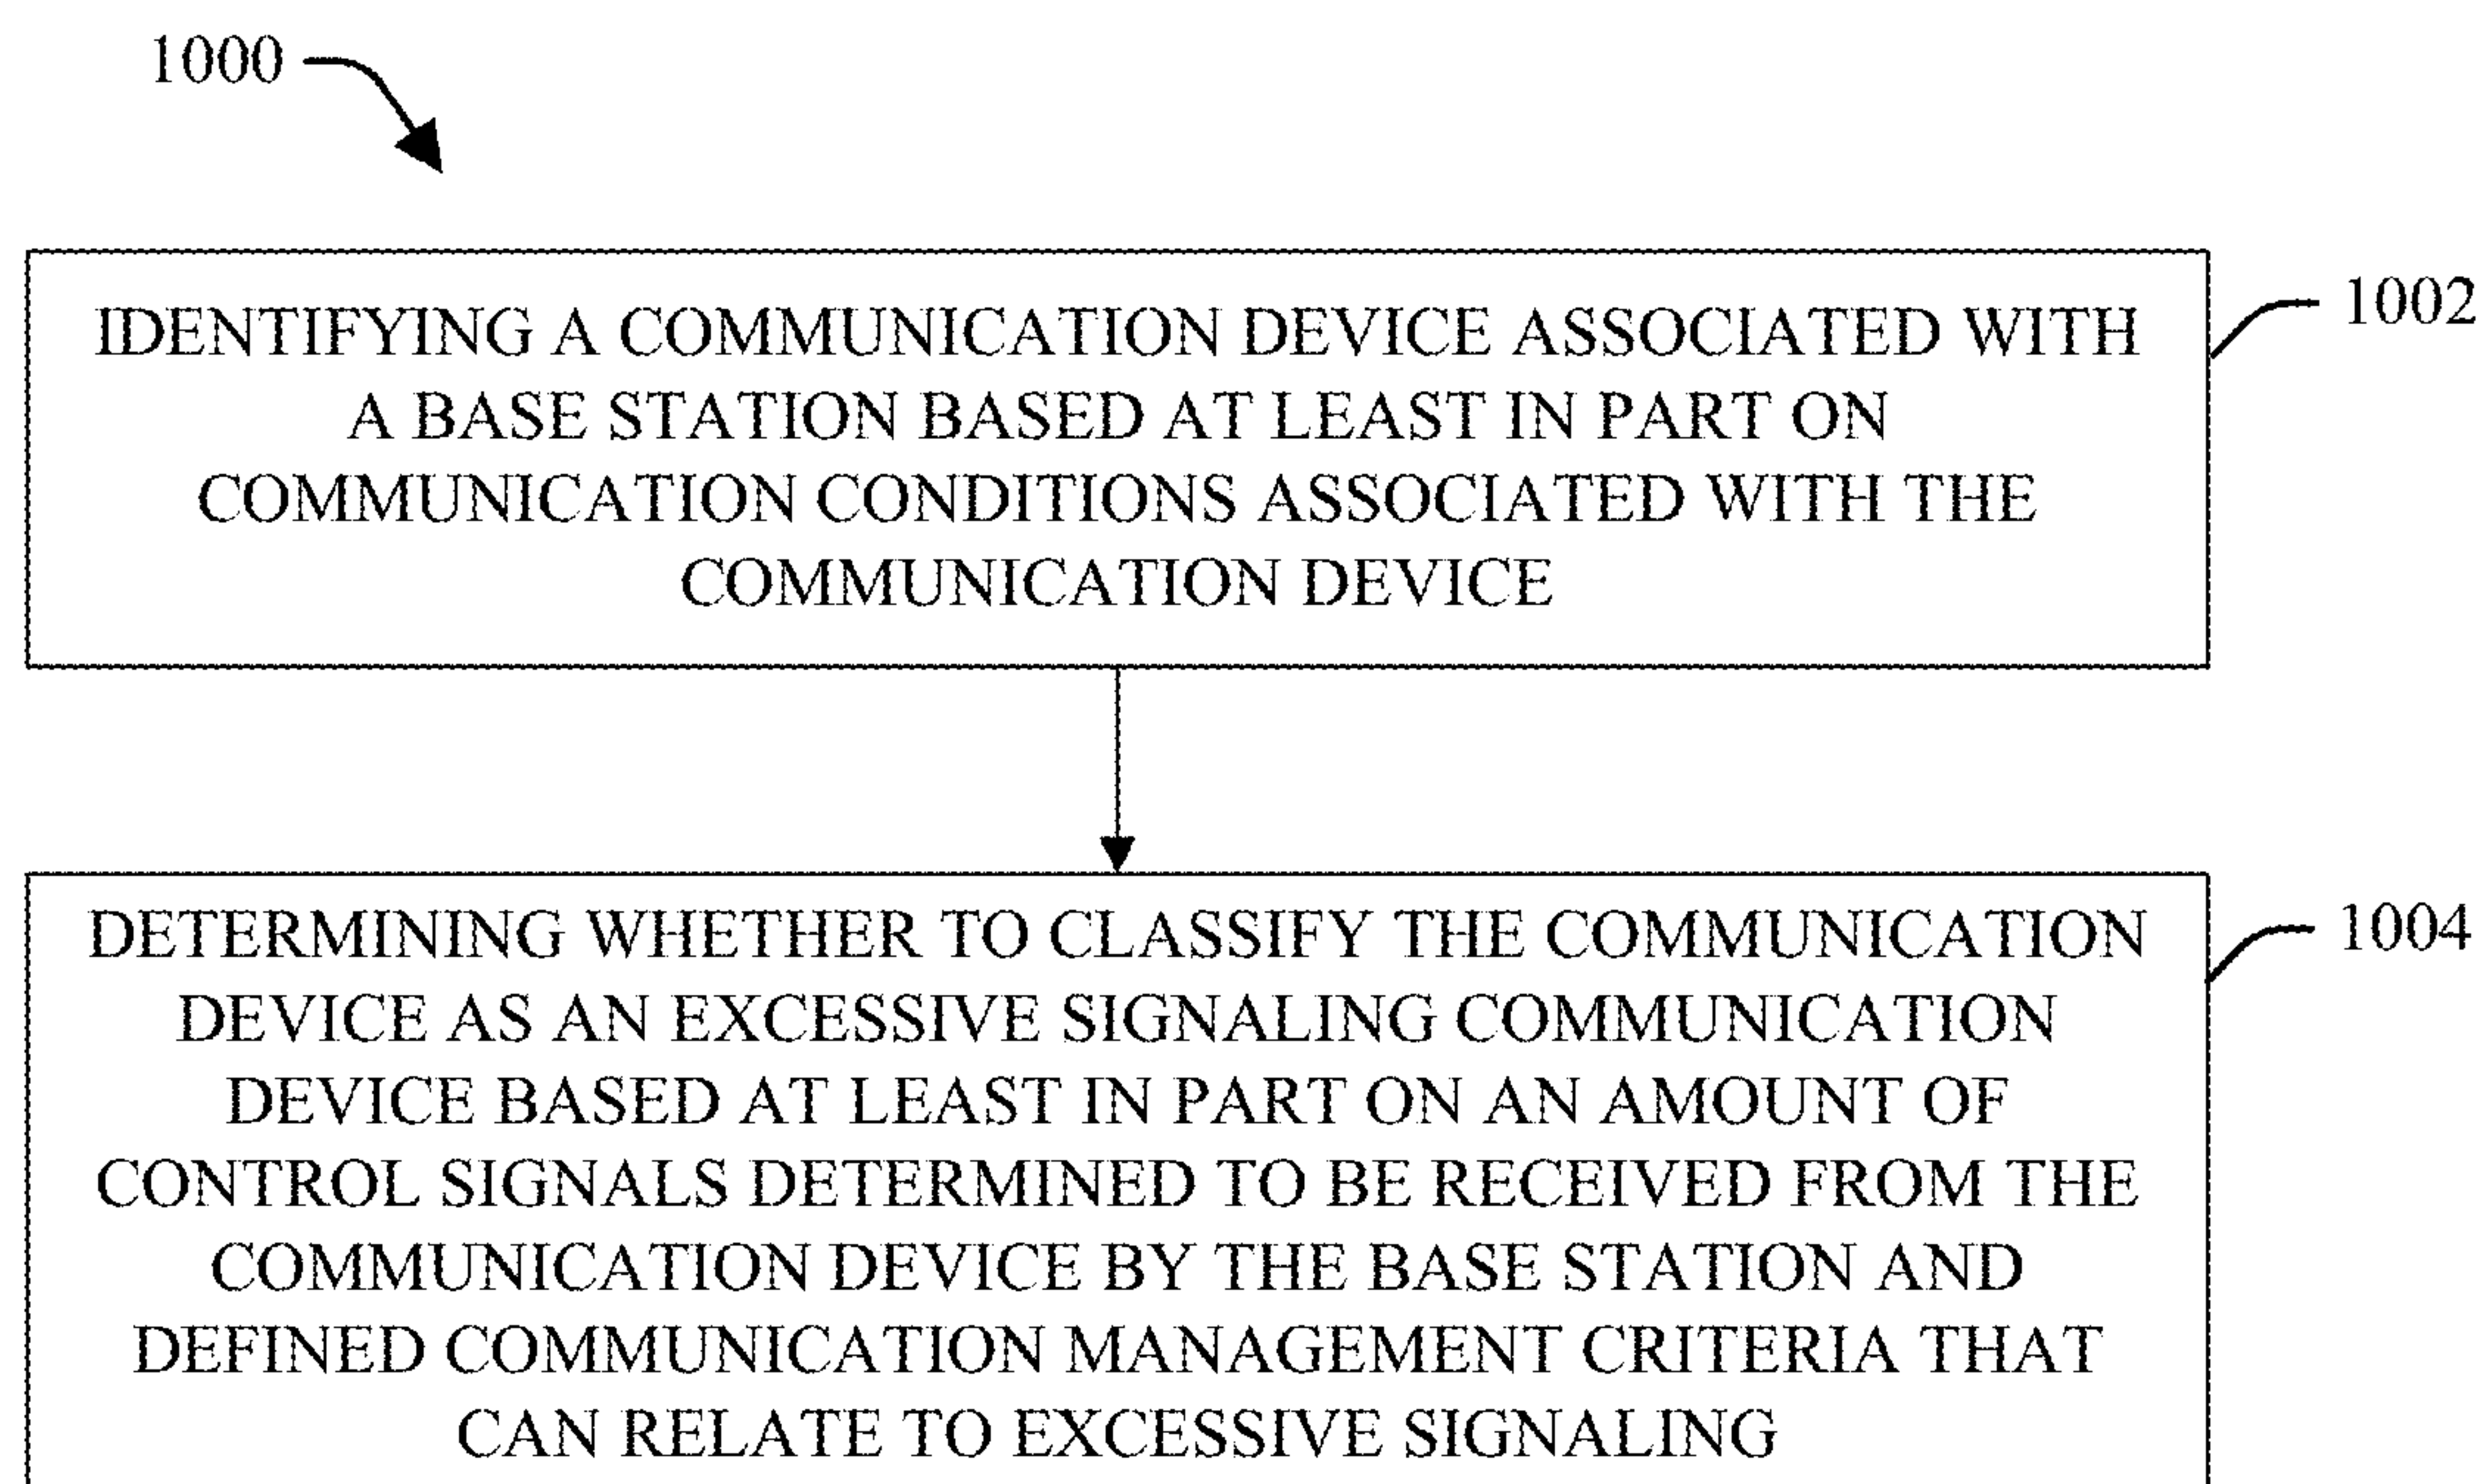 1000
IDENTIFYING A COMMUNICATION DEVICE ASSOCIATED WITH
A BASE STATION BASED AT LEAST IN PART ON
COMMUNICATION CONDITIONS ASSOCIATED WITH THE
COMMUNICATION DEVICE
1002
DETERMINING WHETHER TO CLASSIFY THE COMMUNICATION
DEVICE AS AN EXCESSIVE SIGNALING COMMUNICATION
DEVICE BASED AT LEAST IN PART ON AN AMOUNT OF
CONTROL SIGNALS DETERMINED TO BE RECEIVED FROM THE
COMMUNICATION DEVICE BY THE BASE STATION AND
DEFINED COMMUNICATION MANAGEMENT CRITERIA THAT
CAN RELATE TO EXCESSIVE SIGNALING
1004